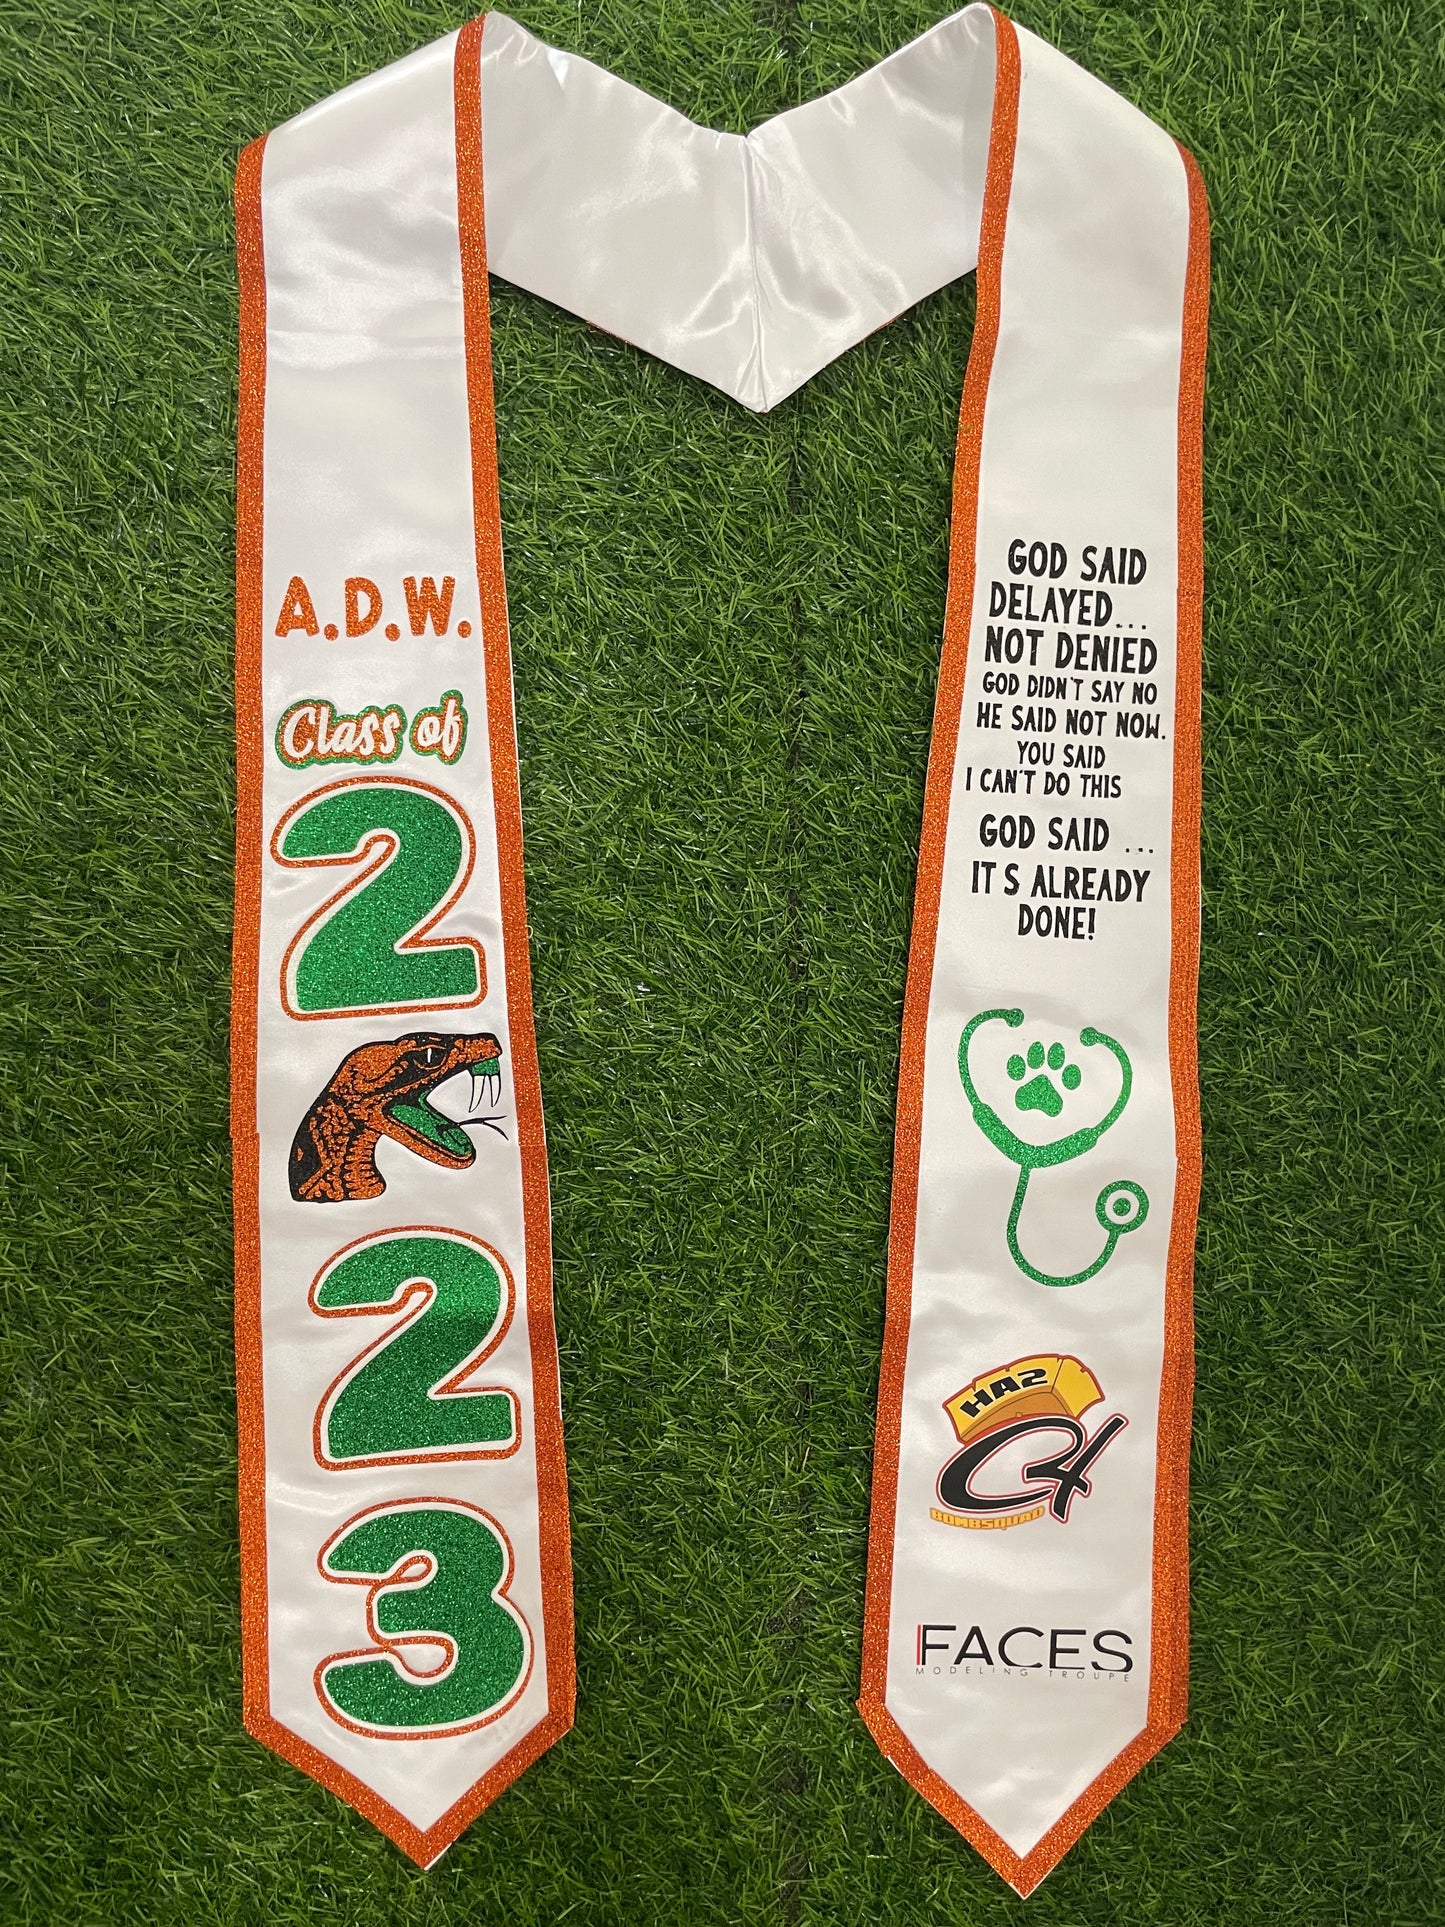 A.D.W.
Class of
2
2
3
GOD SAID
DELAYED...
NOT DENIED
GOD DIDN'T SAY NO
HE SAID NOT NOW.
YOU SAID
I CAN'T DO THIS
GOD SAID ...
IT S ALREADY
DONE!
HA2
C4
BOMBSQUAD
FACES
MODELING TROUPE